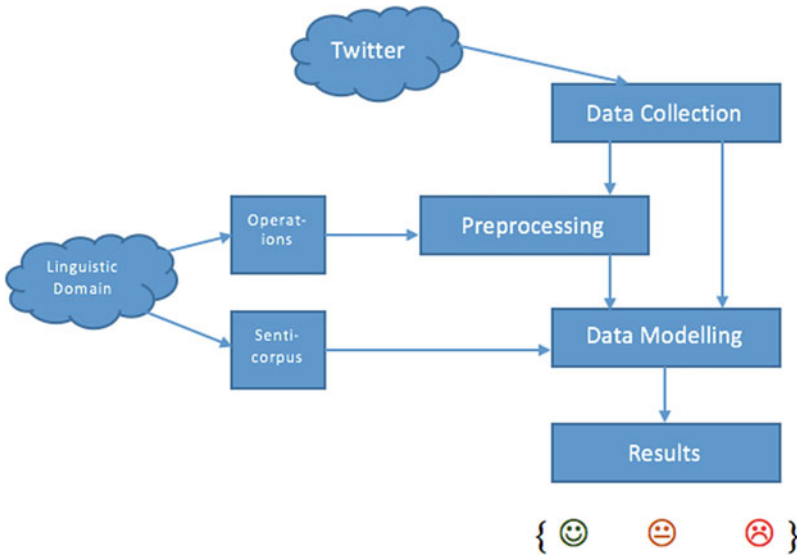 Twitter
Data Collection
Operat-
ions
Preprocessing
Linguistic
Domain
Senti-
corpus
Data Modelling
Results
{ }